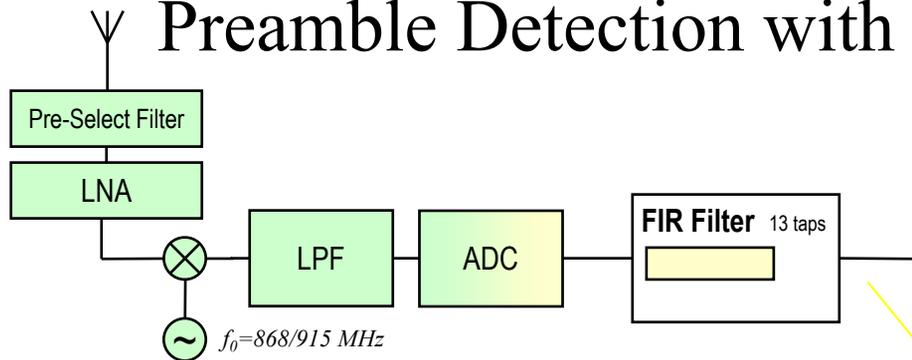 Preamble Detection with
Pre-Select Filter
LNA
LPF
ADC
FIR Filter 13 taps
~
f₀=868/915 MHz